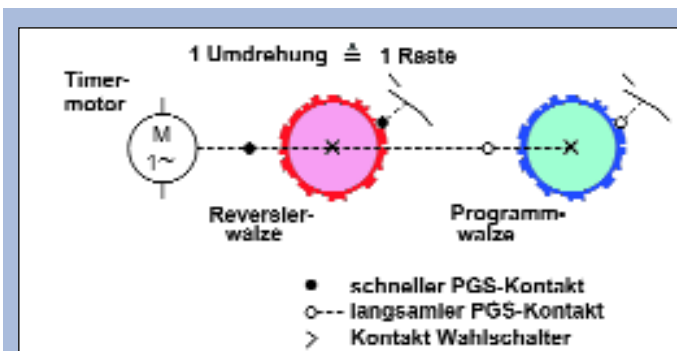 1 Umdrehung ≙ 1 Raste
Timer-
motor
M
1~
Reversier-
walze
Programm-
walze
schneller PGS-Kontakt
langsamer PGS-Kontakt
Kontakt Wahlschalter